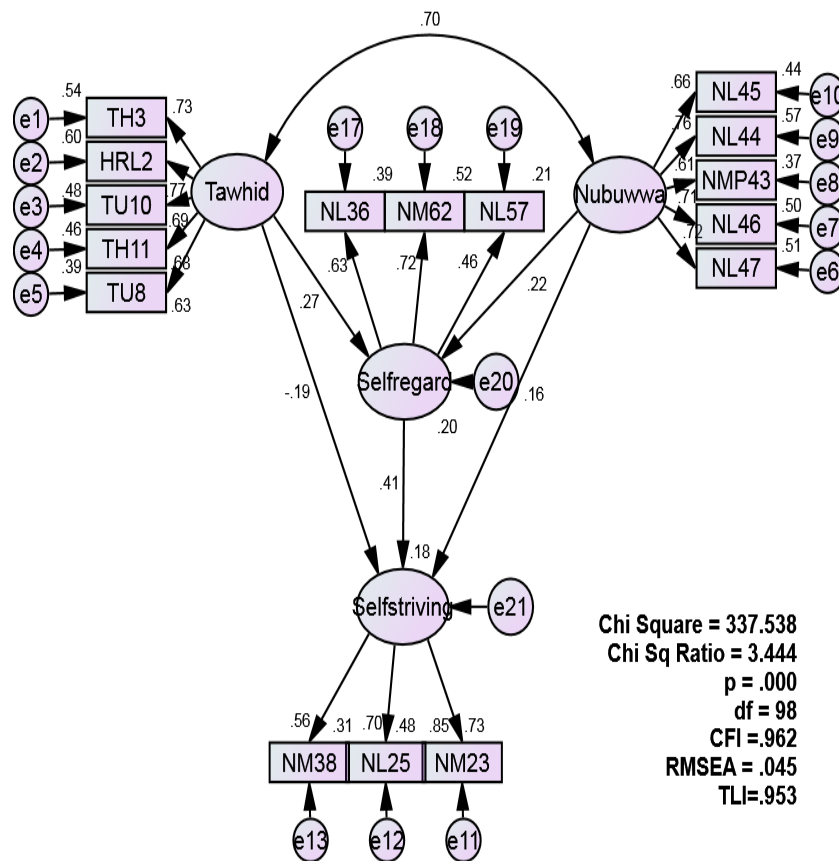 .70
.54
e1
TH3
.73
.60
e2
HRL2
.77
.48
e3
TU10
.69
.46
e4
TH11
.68
.39
e5
TU8
.63
Tawhid
e17
e18
e19
.39
.52
.21
NL36
NM62
NL57
.63
.72
.46
Nubuwwa
.66
NL45
.44
e10
.76
NL44
.57
e9
.61
NMP43
.37
e8
.71
NL46
.50
e7
.72
NL47
.51
e6
.27
.22
Selfregard
e20
.20
-.19
.16
.41
.18
Selfstriving
e21
.56
.31
.70
.48
.85
.73
NM38
NL25
NM23
e13
e12
e11
Chi Square = 337.538
Chi Sq Ratio = 3.444
p = .000
df = 98
CFI =.962
RMSEA = .045
TLI=.953